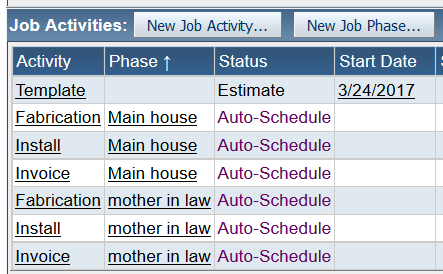 Job Activities: New Job Activity... New Job Phase...
Activity Phase ↑ Status Start Date
Template Estimate 3/24/2017
Fabrication Main house Auto-Schedule
Install Main house Auto-Schedule
Invoice Main house Auto-Schedule
Fabrication mother in law Auto-Schedule
Install mother in law Auto-Schedule
Invoice mother in law Auto-Schedule